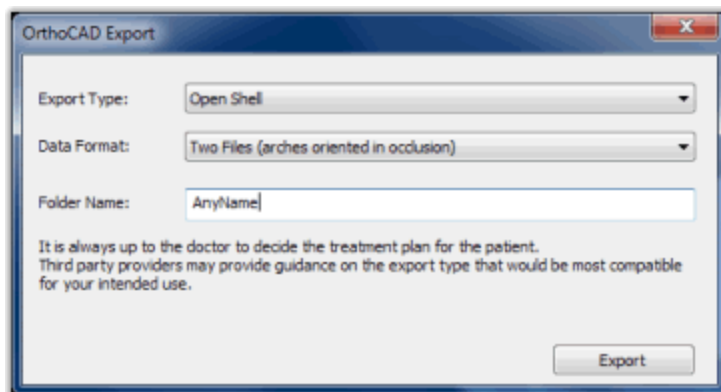 OrthoCAD Export
Export Type: Open Shell
Data Format: Two Files (arches oriented in occlusion)
Folder Name: AnyName
It is always up to the doctor to decide the treatment plan for the patient.
Third party providers may provide guidance on the export type that would be most compatible
for your intended use.
Export